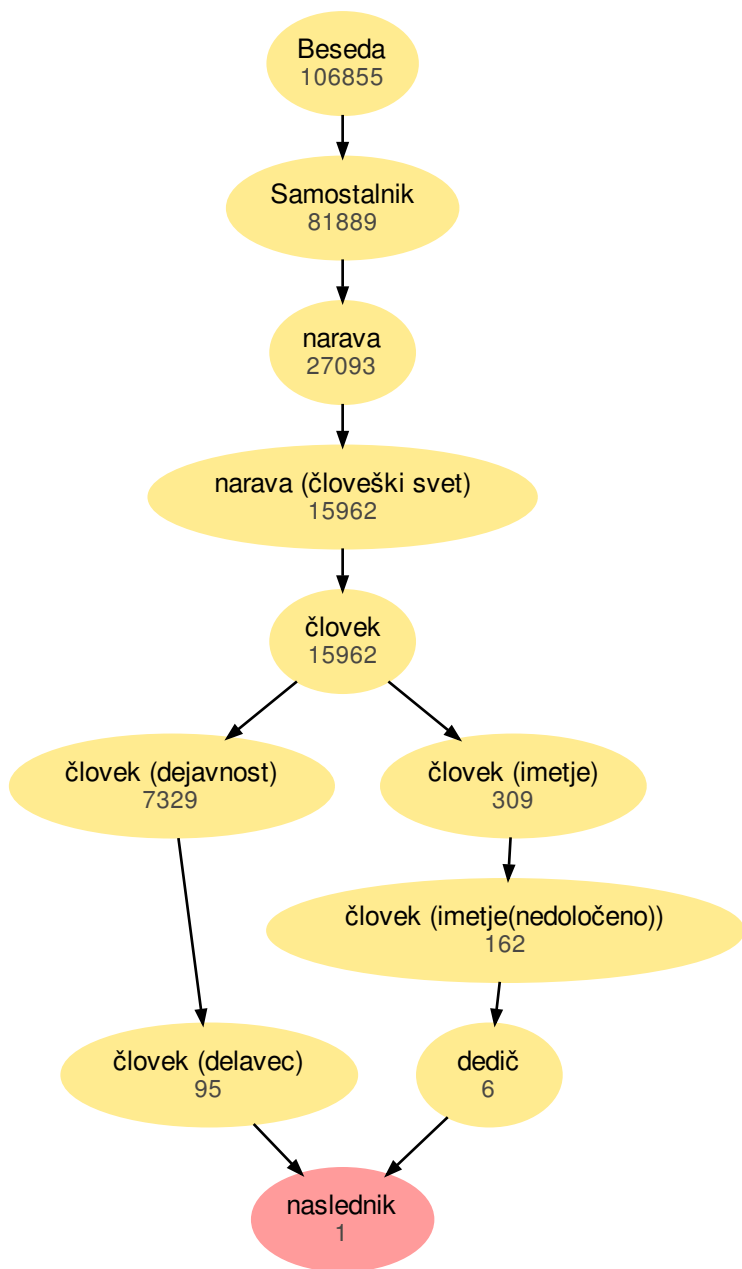 Beseda
106855
Samostalnik
81889
narava
27093
narava (človeški svet)
15962
človek
15962
človek (dejavnost)
7329
človek (imetje)
309
človek (imetje(nedoločeno))
162
človek (delavec)
95
dedič
6
naslednik
1